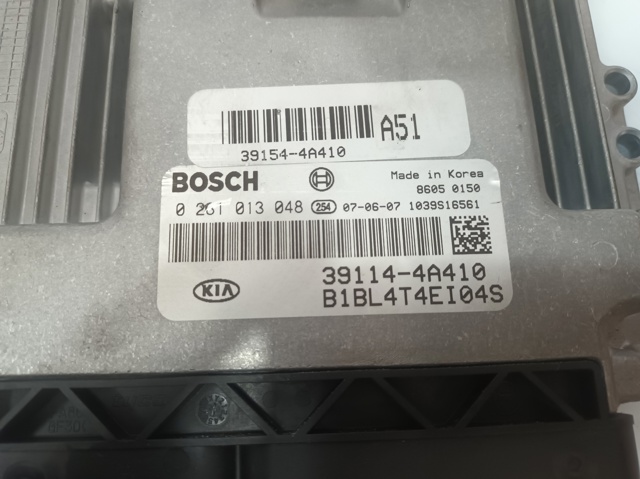 A51
39154-4A410
BOSCH
Made in Korea
8605 0150
0 261 013 048 254 07-06-07 1039S16561
39114-4A410
KIA
B1BL4T4EI04S